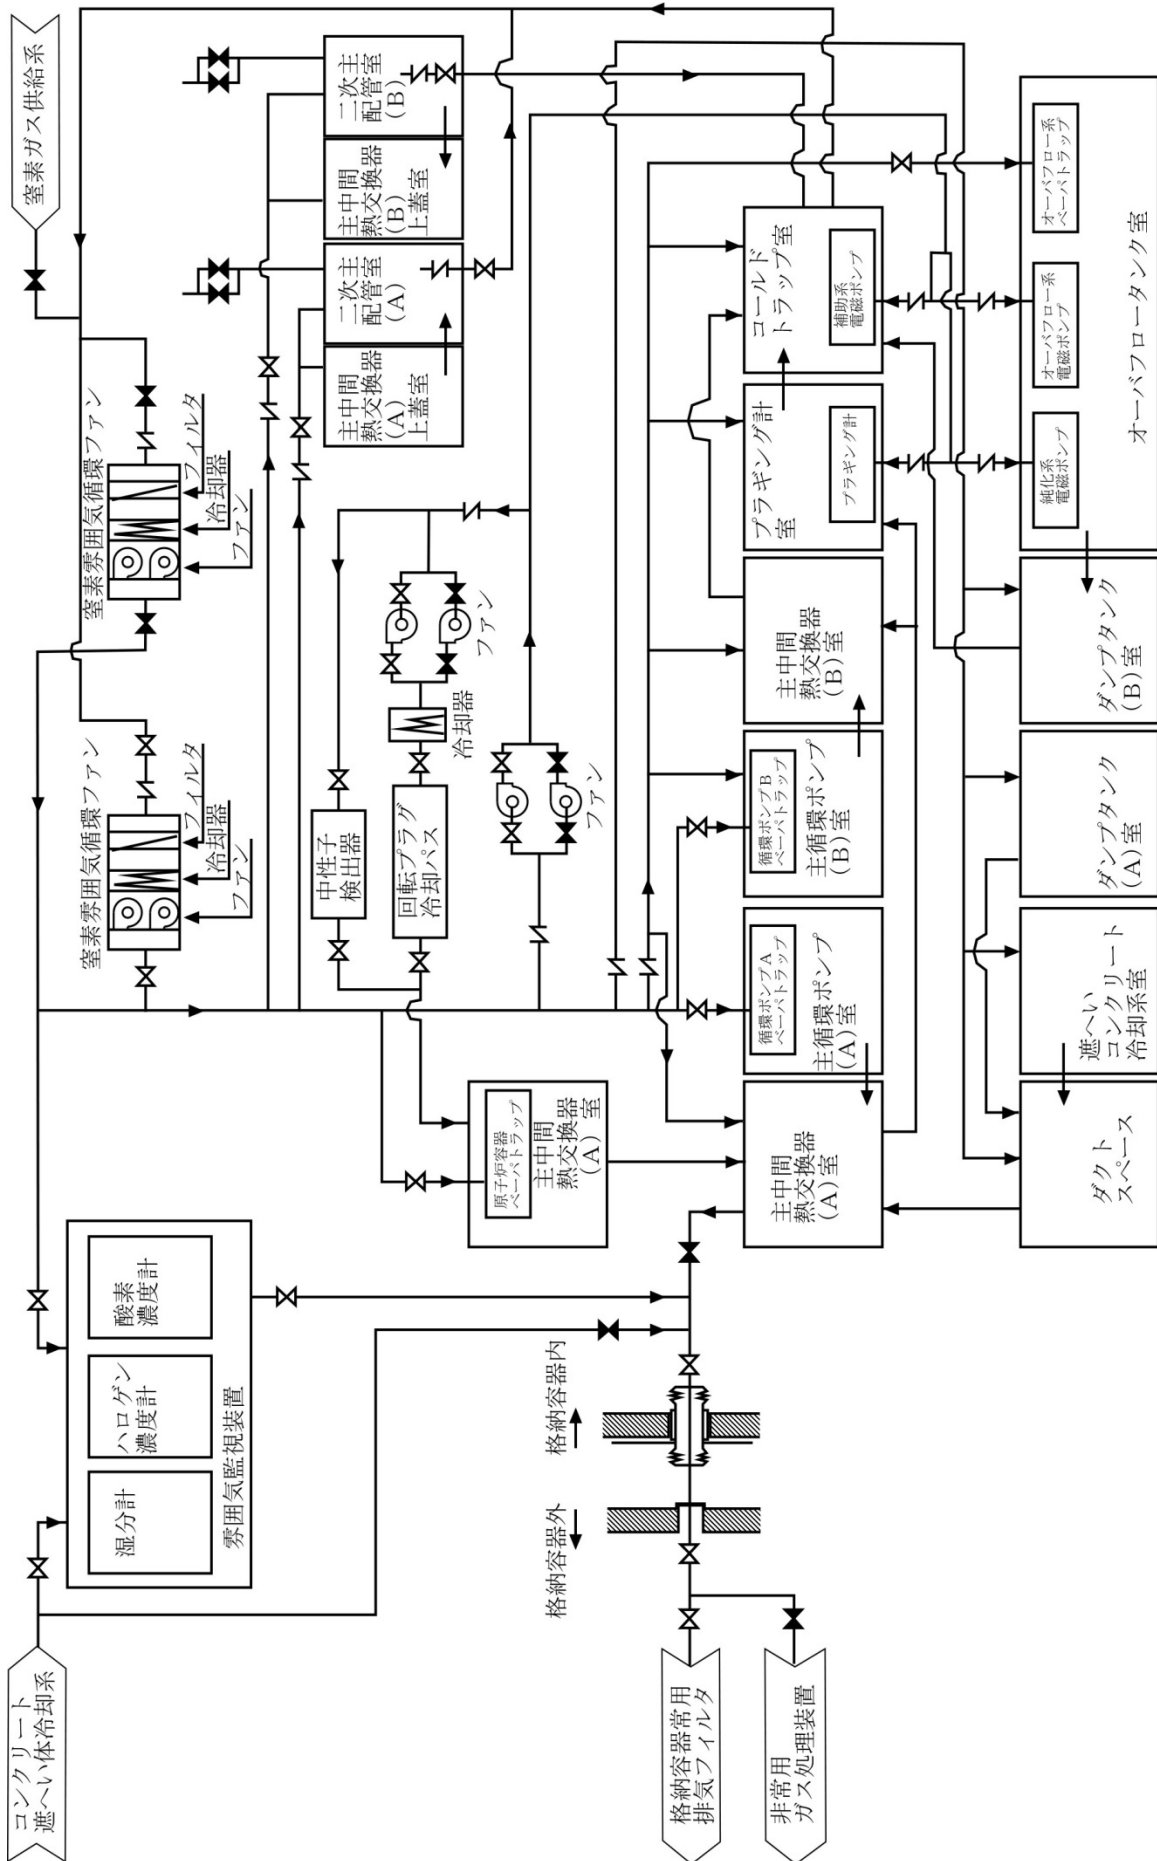 コンクリート
遮へい体冷却系
湿分計
ハロゲン
濃度計
酸素
濃度計
雰囲気監視装置
窒素雰囲気循環ファン
フィルタ
冷却器
ファン
窒素雰囲気循環ファン
フィルタ
冷却器
ファン
窒素ガス供給系
中性子
検出器
回転プラグ
冷却パス
冷却器
ファン
ファン
主中間
熱交換器
(A)
上蓋室
二次主
配管室
(A)
主中間
熱交換器
(B)
上蓋室
二次主
配管室
(B)
原子炉容器
ベーパトラップ
主中間
熱交換器
(A)室
格納容器外
格納容器内
格納容器常用
排気フィルタ
非常用
ガス処理装置
主中間
熱交換器
(A)室
循環ポンプA
ベーパトラップ
主循環ポンプ
(A)室
循環ポンプB
ベーパトラップ
主循環ポンプ
(B)室
主中間
熱交換器
(B)室
プラギング計
室
プラギング計
コールド
トラップ室
補助系
電磁ポンプ
ダクト
スペース
遮へい
コンクリート
冷却系室
ダンプタンク
(A)室
ダンプタンク
(B)室
純化系
電磁ポンプ
オーバフロー系
電磁ポンプ
オーバフロー系
ベーパトラップ
オーバフロータンク室